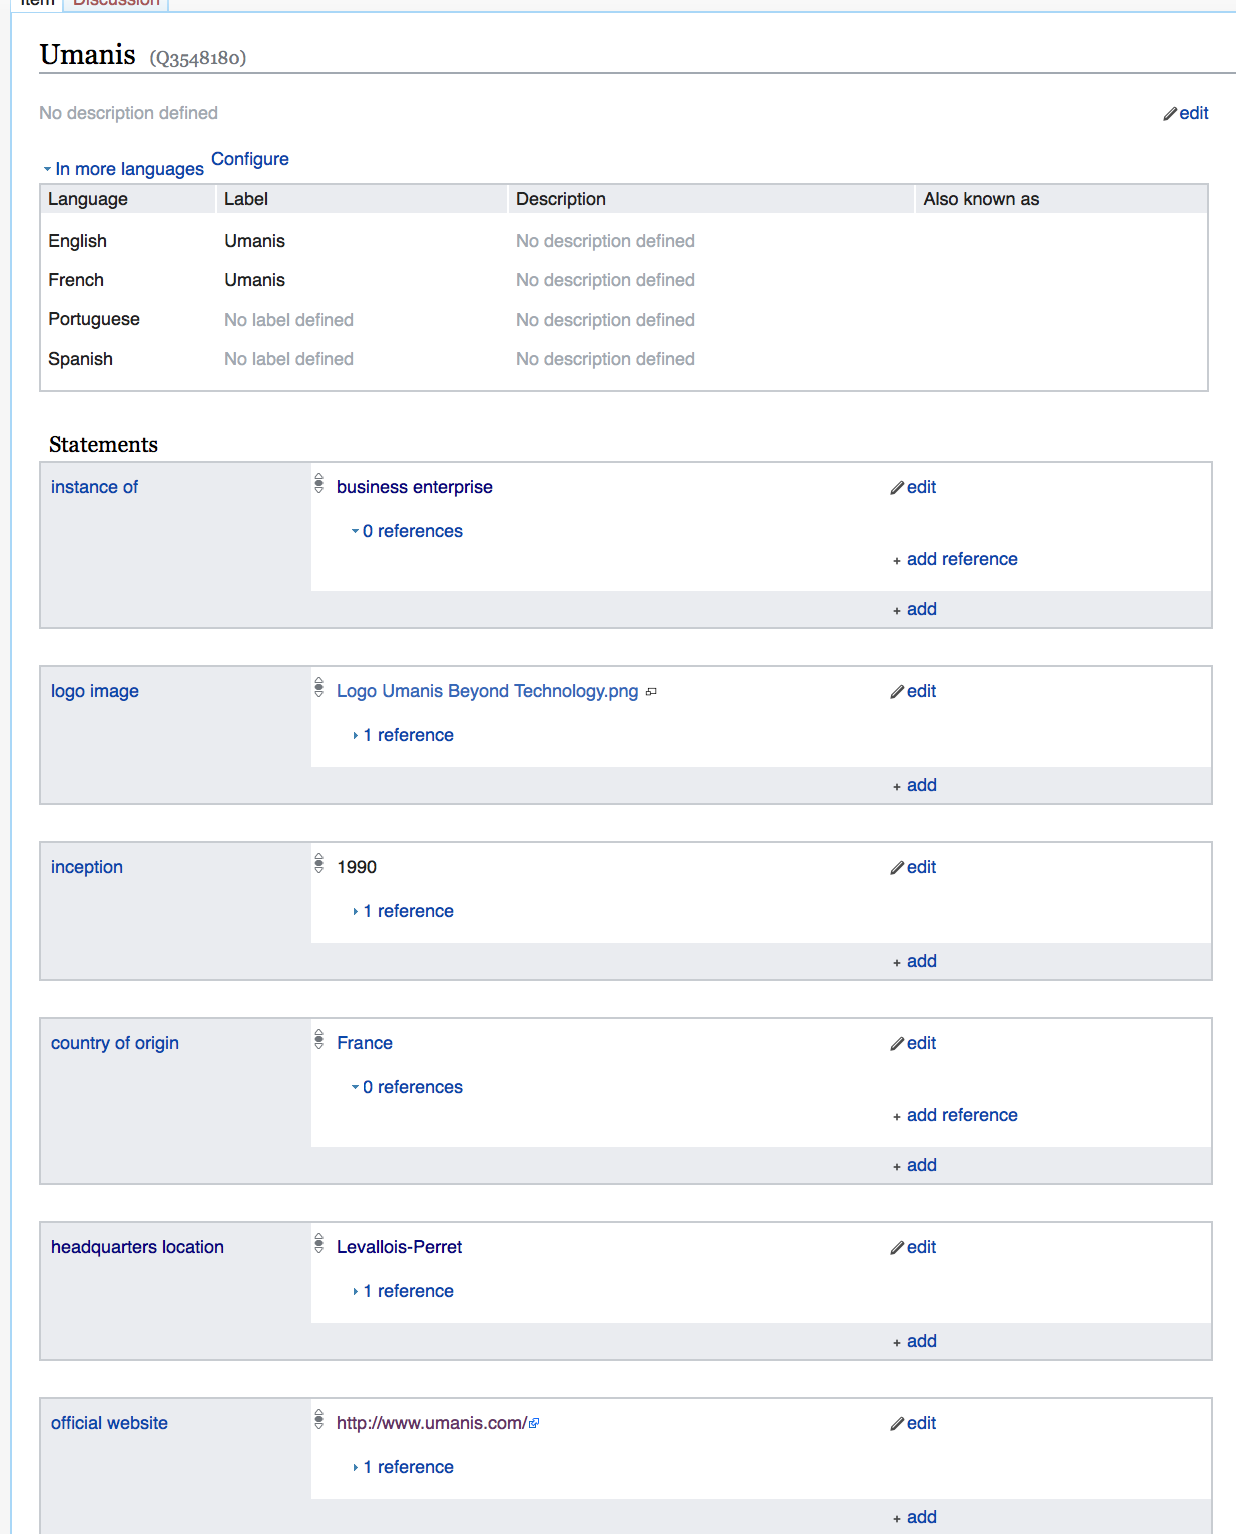 Item Discussion
Umanis (Q3548180)
No description defined edit
In more languages Configure
Language Label Description Also known as
English Umanis No description defined
French Umanis No description defined
Portuguese No label defined No description defined
Spanish No label defined No description defined
Statements
instance of business enterprise edit
0 references
+ add reference
+ add
logo image Logo Umanis Beyond Technology.png edit
1 reference
+ add
inception 1990 edit
1 reference
+ add
country of origin France edit
0 references
+ add reference
+ add
headquarters location Levallois-Perret edit
1 reference
+ add
official website http://www.umanis.com/ edit
1 reference
+ add